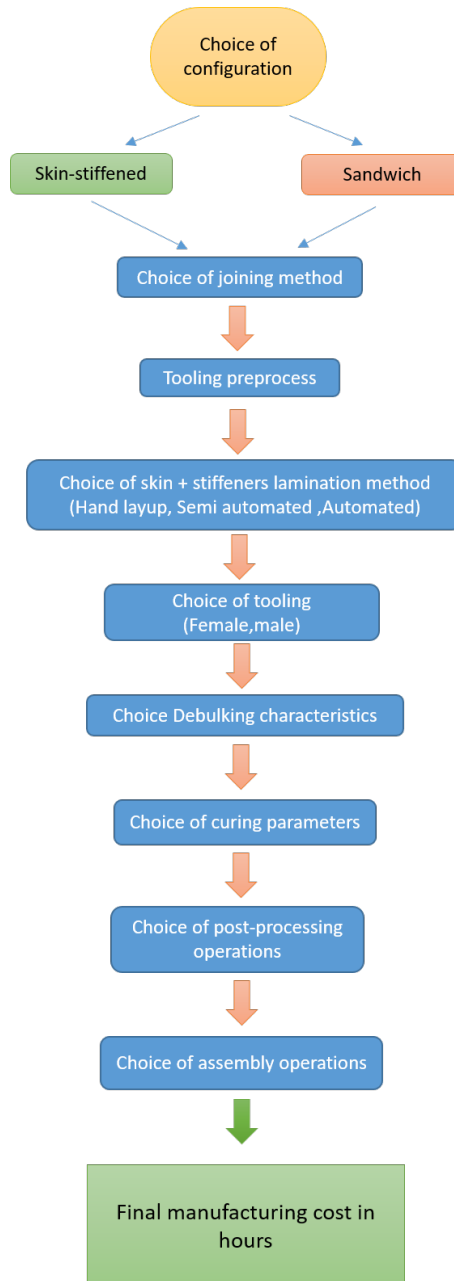 Choice of
configuration
Skin-stiffened
Sandwich
Choice of joining method
Tooling preprocess
Choice of skin + stiffeners lamination method
(Hand layup, Semi automated ,Automated)
Choice of tooling
(Female,male)
Choice Debulking characteristics
Choice of curing parameters
Choice of post-processing
operations
Choice of assembly operations
Final manufacturing cost in
hours